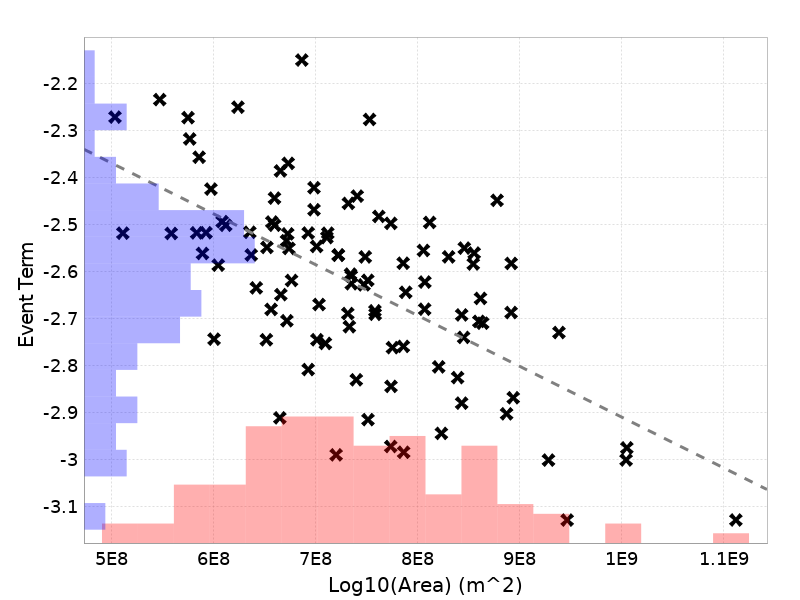 -2.2
-2.3
-2.4
-2.5
-2.6
-2.7
-2.8
-2.9
-3
-3.1
Event Term
5E8
6E8
7E8
8E8
9E8
1E9
1.1E9
Log10(Area) (m^2)